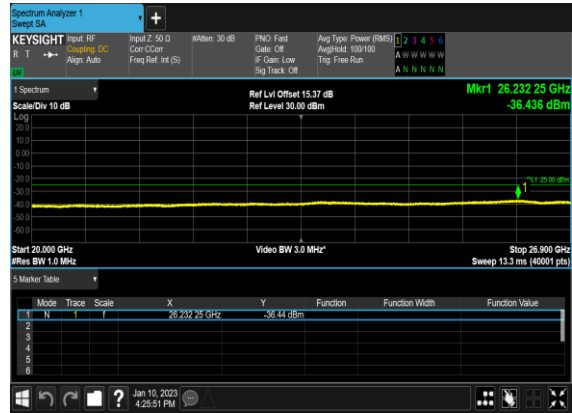 Spectrum Analyzer 1
Swept SA
+
KEYSIGHT Input: RF Input Z: 50 Ω #Atten: 30 dB PNO: Fast Avg Type: Power (RMS) 1 2 3 4 5 6
R T Coupling: DC Corr CCorr Gate: Off Avg|Hold: 100/100 A W W W W W
Align: Auto Freq Ref: Int (S) IF Gain: Low Trig: Free Run
Sig Track: Off A N N N N N
1 Spectrum Ref Lvl Offset 15.37 dB Mkr1 26.232 25 GHz
Scale/Div 10 dB Ref Level 30.00 dBm -36.436 dBm
Log
20.0
10.0
0.00
-10.0
-20.0
DL1 -25.00 dBm
-30.0
1
-40.0
-50.0
-60.0
Start 20.000 GHz Video BW 3.0 MHz* Stop 26.900 GHz
#Res BW 1.0 MHz Sweep 13.3 ms (40001 pts)
5 Marker Table
Mode Trace Scale X Y Function Function Width Function Value
1 N 1 f 26.232 25 GHz -36.44 dBm
2
3
4
5
6
? Jan 10, 2023
4:25:51 PM